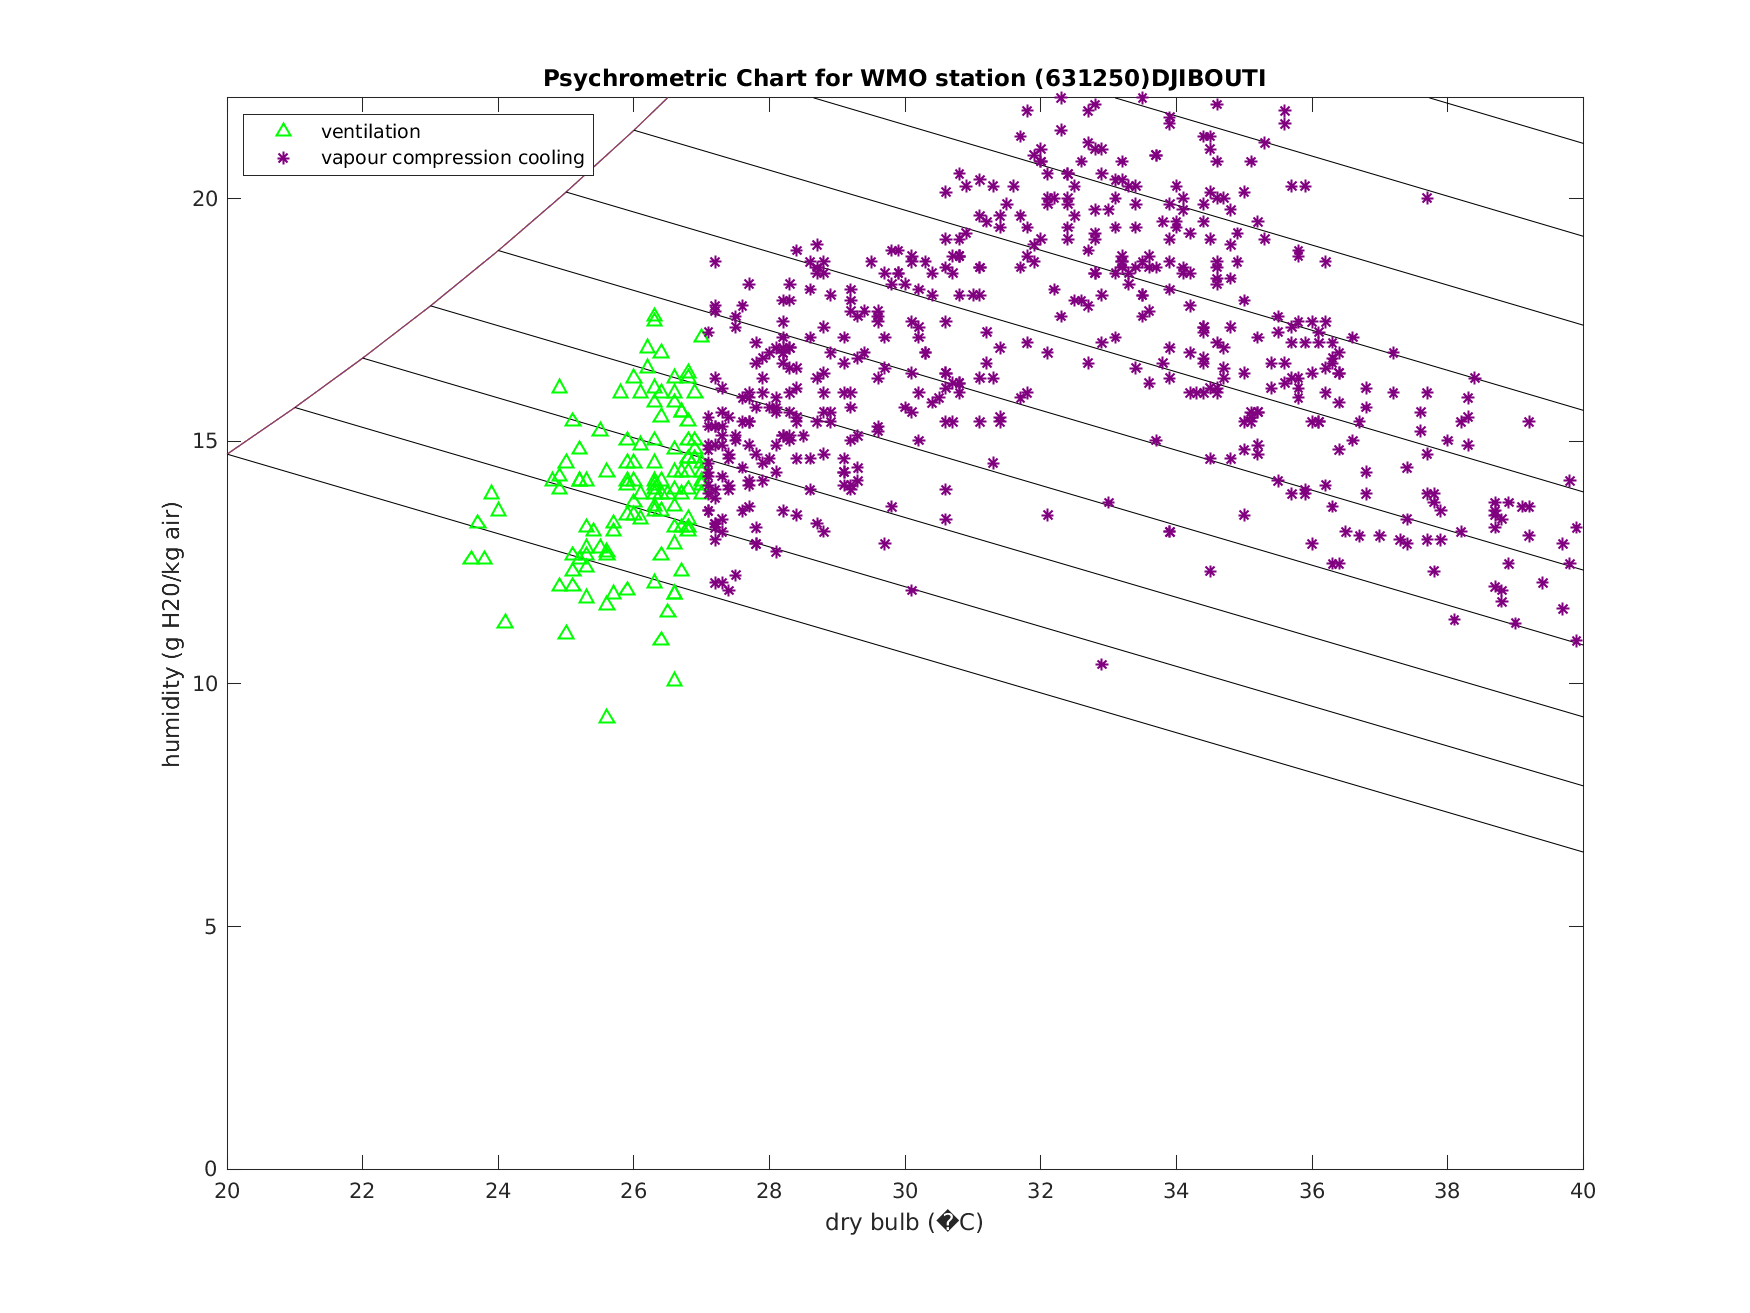 Psychrometric Chart for WMO station (631250)DJIBOUTI
ventilation
vapour compression cooling
humidity (g H20/kg air)
20
15
10
5
0
20 22 24 26 28 30 32 34 36 38 40
dry bulb (�C)